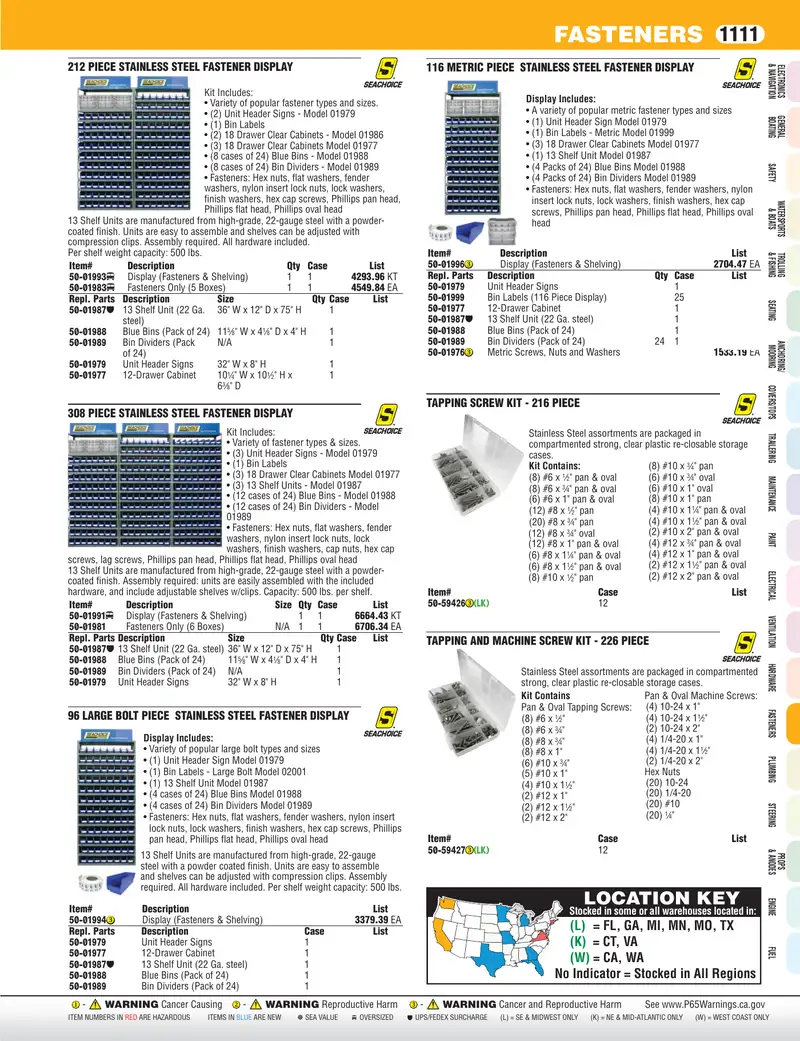 FASTENERS 1111
212 PIECE STAINLESS STEEL FASTENER DISPLAY
SEACHOICE
Kit Includes:
• Variety of popular fastener types and sizes.
• (2) Unit Header Signs - Model 01979
• (1) Bin Labels
• (2) 18 Drawer Clear Cabinets - Model 01986
• (3) 18 Drawer Clear Cabinets Model 01977
• (8 cases of 24) Blue Bins - Model 01988
• (8 cases of 24) Bin Dividers - Model 01989
• Fasteners: Hex nuts, flat washers, fender
washers, nylon insert lock nuts, lock washers,
finish washers, hex cap screws, Phillips pan head,
Phillips flat head, Phillips oval head
13 Shelf Units are manufactured from high-grade, 22-gauge steel with a powder-
coated finish. Units are easy to assemble and shelves can be adjusted with
compression clips. Assembly required. All hardware included.
Per shelf weight capacity: 500 lbs.
Item# Description Qty Case List
50-01993 Display (Fasteners & Shelving) 1 1 4293.96 KT
50-01983 Fasteners Only (5 Boxes) 1 1 4549.84 EA
Repl. Parts Description Size Qty Case List
50-01987 13 Shelf Unit (22 Ga. 36" W x 12" D x 75" H 1
steel)
50-01988 Blue Bins (Pack of 24) 11⅝" W x 4⅛" D x 4" H 1
50-01989 Bin Dividers (Pack N/A 1
of 24)
50-01979 Unit Header Signs 32" W x 8" H 1
50-01977 12-Drawer Cabinet 10¼" W x 10½" H x 1
6⅜" D
308 PIECE STAINLESS STEEL FASTENER DISPLAY
SEACHOICE
Kit Includes:
• Variety of fastener types & sizes.
• (3) Unit Header Signs - Model 01979
• (1) Bin Labels
• (3) 18 Drawer Clear Cabinets Model 01977
• (3) 13 Shelf Units - Model 01987
• (12 cases of 24) Blue Bins - Model 01988
• (12 cases of 24) Bin Dividers - Model
01989
• Fasteners: Hex nuts, flat washers, fender
washers, nylon insert lock nuts, lock
washers, finish washers, cap nuts, hex cap
screws, lag screws, Phillips pan head, Phillips flat head, Phillips oval head
13 Shelf Units are manufactured from high-grade, 22-gauge steel with a powder-
coated finish. Assembly required: units are easily assembled with the included
hardware, and include adjustable shelves w/clips. Capacity: 500 lbs. per shelf.
Item# Description Size Qty Case List
50-01991 Display (Fasteners & Shelving) 1 1 6664.43 KT
50-01981 Fasteners Only (6 Boxes) N/A 1 1 6706.34 EA
Repl. Parts Description Size Qty Case List
50-01987 13 Shelf Unit (22 Ga. steel) 36" W x 12" D x 75" H 1
50-01988 Blue Bins (Pack of 24) 11⅝" W x 4⅛" D x 4" H 1
50-01989 Bin Dividers (Pack of 24) N/A 1
50-01979 Unit Header Signs 32" W x 8" H 1
96 LARGE BOLT PIECE STAINLESS STEEL FASTENER DISPLAY
SEACHOICE
Display Includes:
• Variety of popular large bolt types and sizes
• (1) Unit Header Sign Model 01979
• (1) Bin Labels - Large Bolt Model 02001
• (1) 13 Shelf Unit Model 01987
• (4 cases of 24) Blue Bins Model 01988
• (4 cases of 24) Bin Dividers Model 01989
• Fasteners: Hex nuts, flat washers, fender washers, nylon insert
lock nuts, lock washers, finish washers, hex cap screws, Phillips
pan head, Phillips flat head, Phillips oval head
13 Shelf Units are manufactured from high-grade, 22-gauge
steel with a powder coated finish. Units are easy to assemble
and shelves can be adjusted with compression clips. Assembly
required. All hardware included. Per shelf weight capacity: 500 lbs.
Item# Description List
50-01994 3 Display (Fasteners & Shelving) 3379.39 EA
Repl. Parts Description Case List
50-01979 Unit Header Signs 1
50-01977 12-Drawer Cabinet 1
50-01987 13 Shelf Unit (22 Ga. steel) 1
50-01988 Blue Bins (Pack of 24) 1
50-01989 Bin Dividers (Pack of 24) 1
116 METRIC PIECE STAINLESS STEEL FASTENER DISPLAY
SEACHOICE
Display Includes:
• A variety of popular metric fastener types and sizes
• (1) Unit Header Sign Model 01979
• (1) Bin Labels - Metric Model 01999
• (3) 18 Drawer Clear Cabinets Model 01977
• (1) 13 Shelf Unit Model 01987
• (4 Packs of 24) Blue Bins Model 01988
• (4 Packs of 24) Bin Dividers Model 01989
• Fasteners: Hex nuts, flat washers, fender washers, nylon
insert lock nuts, lock washers, finish washers, hex cap
screws, Phillips pan head, Phillips flat head, Phillips oval
head
Item# Description List
50-01996 3 Display (Fasteners & Shelving) 2704.47 EA
Repl. Parts Description Qty Case List
50-01979 Unit Header Signs 1
50-01999 Bin Labels (116 Piece Display) 25
50-01977 12-Drawer Cabinet 1
50-01987 13 Shelf Unit (22 Ga. steel) 1
50-01988 Blue Bins (Pack of 24) 1
50-01989 Bin Dividers (Pack of 24) 24 1
50-01976 3 Metric Screws, Nuts and Washers 1533.19 EA
TAPPING SCREW KIT - 216 PIECE
SEACHOICE
Stainless Steel assortments are packaged in
compartmented strong, clear plastic re-closable storage
cases.
Kit Contains:
(8) #6 x ½" pan & oval
(8) #6 x ¾" pan & oval
(6) #6 x 1" pan & oval
(12) #8 x ½" pan
(20) #8 x ¾" pan
(12) #8 x ¾" oval
(12) #8 x 1" pan & oval
(6) #8 x 1¼" pan & oval
(6) #8 x 1½" pan & oval
(8) #10 x ½" pan
(8) #10 x ¾" pan
(6) #10 x ¾" oval
(6) #10 x 1" oval
(8) #10 x 1" pan
(4) #10 x 1¼" pan & oval
(4) #10 x 1½" pan & oval
(2) #10 x 2" pan & oval
(4) #12 x ¾" pan & oval
(4) #12 x 1" pan & oval
(2) #12 x 1½" pan & oval
(2) #12 x 2" pan & oval
Item# Case List
50-59426 3 (LK) 12
TAPPING AND MACHINE SCREW KIT - 226 PIECE
SEACHOICE
Stainless Steel assortments are packaged in compartmented
strong, clear plastic re-closable storage cases.
Kit Contains
Pan & Oval Tapping Screws:
(8) #6 x ½"
(8) #6 x ¾"
(8) #8 x ¾"
(8) #8 x 1"
(6) #10 x ¾"
(5) #10 x 1"
(4) #10 x 1½"
(2) #12 x 1"
(2) #12 x 1½"
(2) #12 x 2"
Pan & Oval Machine Screws:
(4) 10-24 x 1"
(4) 10-24 x 1½"
(2) 10-24 x 2"
(4) 1/4-20 x 1"
(4) 1/4-20 x 1½"
(2) 1/4-20 x 2"
Hex Nuts
(20) 10-24
(20) 1/4-20
(20) #10
(20) ¼"
Item# Case List
50-59427 3 (LK) 12
LOCATION KEY
Stocked in some or all warehouses located in:
(L) = FL, GA, MI, MN, MO, TX
(K) = CT, VA
(W) = CA, WA
No Indicator = Stocked in All Regions
ELECTRONICS
& NAVIGATION
GENERAL
BOATING
SAFETY
WATERSPORTS
& BOATS
TROLLING
& FISHING
SEATING
ANCHORING/
MOORING
COVERS/TOPS
TRAILERING
MAINTENANCE
PAINT
ELECTRICAL
VENTILATION
HARDWARE
FASTENERS
PLUMBING
STEERING
PROPS
& ANODES
ENGINE
FUEL
1 - WARNING Cancer Causing 2 - WARNING Reproductive Harm 3 - WARNING Cancer and Reproductive Harm See www.P65Warnings.ca.gov
ITEM NUMBERS IN RED ARE HAZARDOUS ITEMS IN BLUE ARE NEW SEA VALUE OVERSIZED UPS/FEDEX SURCHARGE (L) = SE & MIDWEST ONLY (K) = NE & MID-ATLANTIC ONLY (W) = WEST COAST ONLY